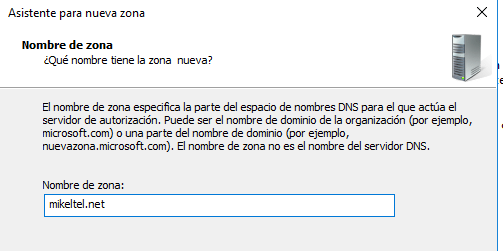 Asistente para nueva zona
Nombre de zona
¿Qué nombre tiene la zona nueva?
El nombre de zona especifica la parte del espacio de nombres DNS para el que actúa el
servidor de autorización. Puede ser el nombre de dominio de la organización (por ejemplo,
microsoft.com) o una parte del nombre de dominio (por ejemplo,
nuevazona.microsoft.com). El nombre de zona no es el nombre del servidor DNS.
Nombre de zona:
mikeltel.net